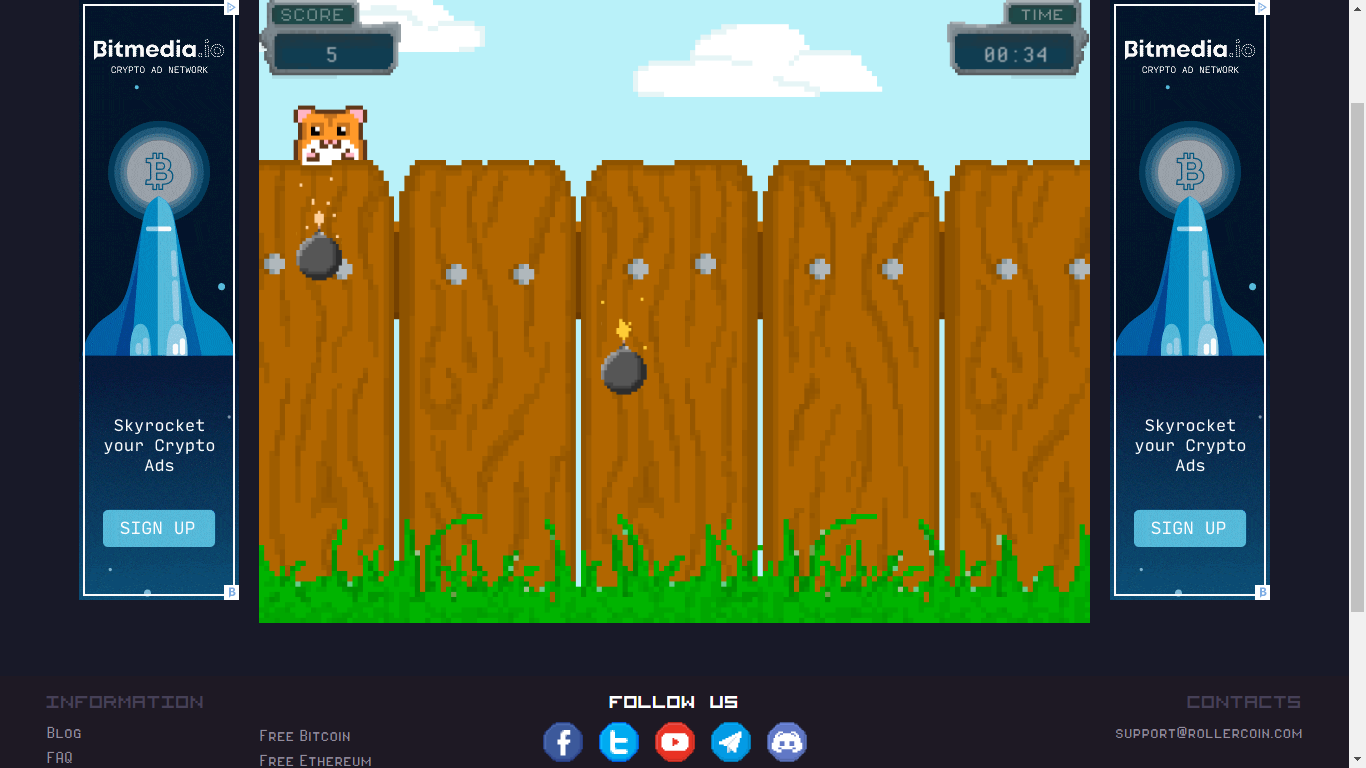 Bitmedia.io
CRYPTO AD NETWORK
Skyrocket
your Crypto
Ads
SIGN UP
B
SCORE
5
TIME
00:34
Bitmedia.io
CRYPTO AD NETWORK
Skyrocket
your Crypto
Ads
SIGN UP
B
INFORMATION
Blog
FAQ
Free Bitcoin
Free Ethereum
FOLLOW US
CONTACTS
support@rollercoin.com